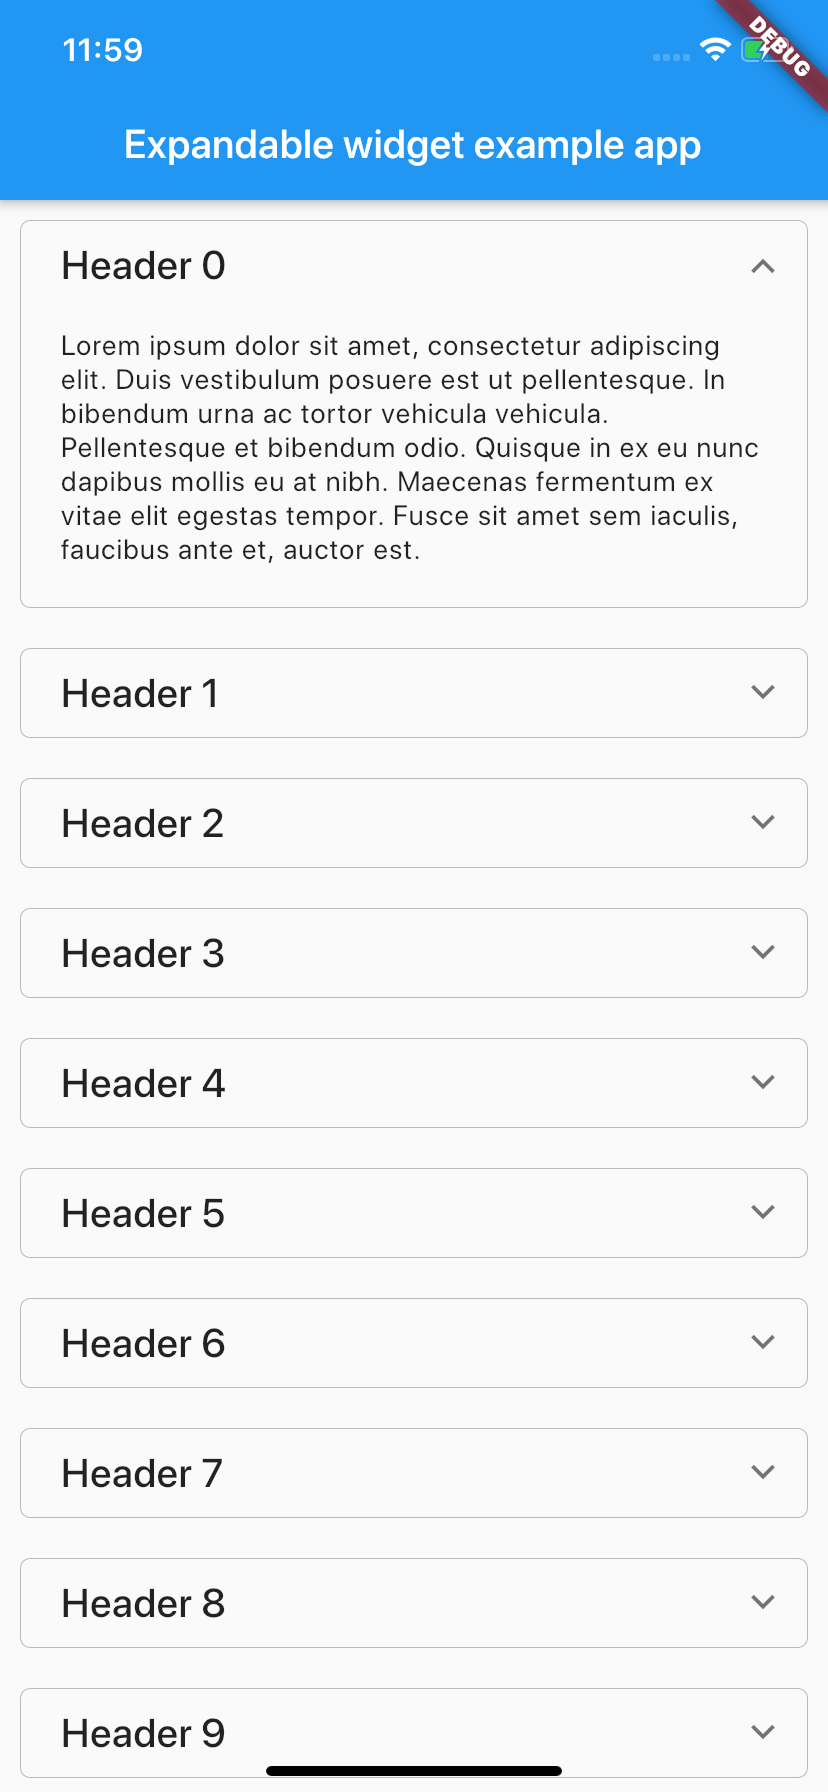 11:59
DEBUG
Expandable widget example app
Header 0
Lorem ipsum dolor sit amet, consectetur adipiscing
elit. Duis vestibulum posuere est ut pellentesque. In
bibendum urna ac tortor vehicula vehicula.
Pellentesque et bibendum odio. Quisque in ex eu nunc
dapibus mollis eu at nibh. Maecenas fermentum ex
vitae elit egestas tempor. Fusce sit amet sem iaculis,
faucibus ante et, auctor est.
Header 1
Header 2
Header 3
Header 4
Header 5
Header 6
Header 7
Header 8
Header 9